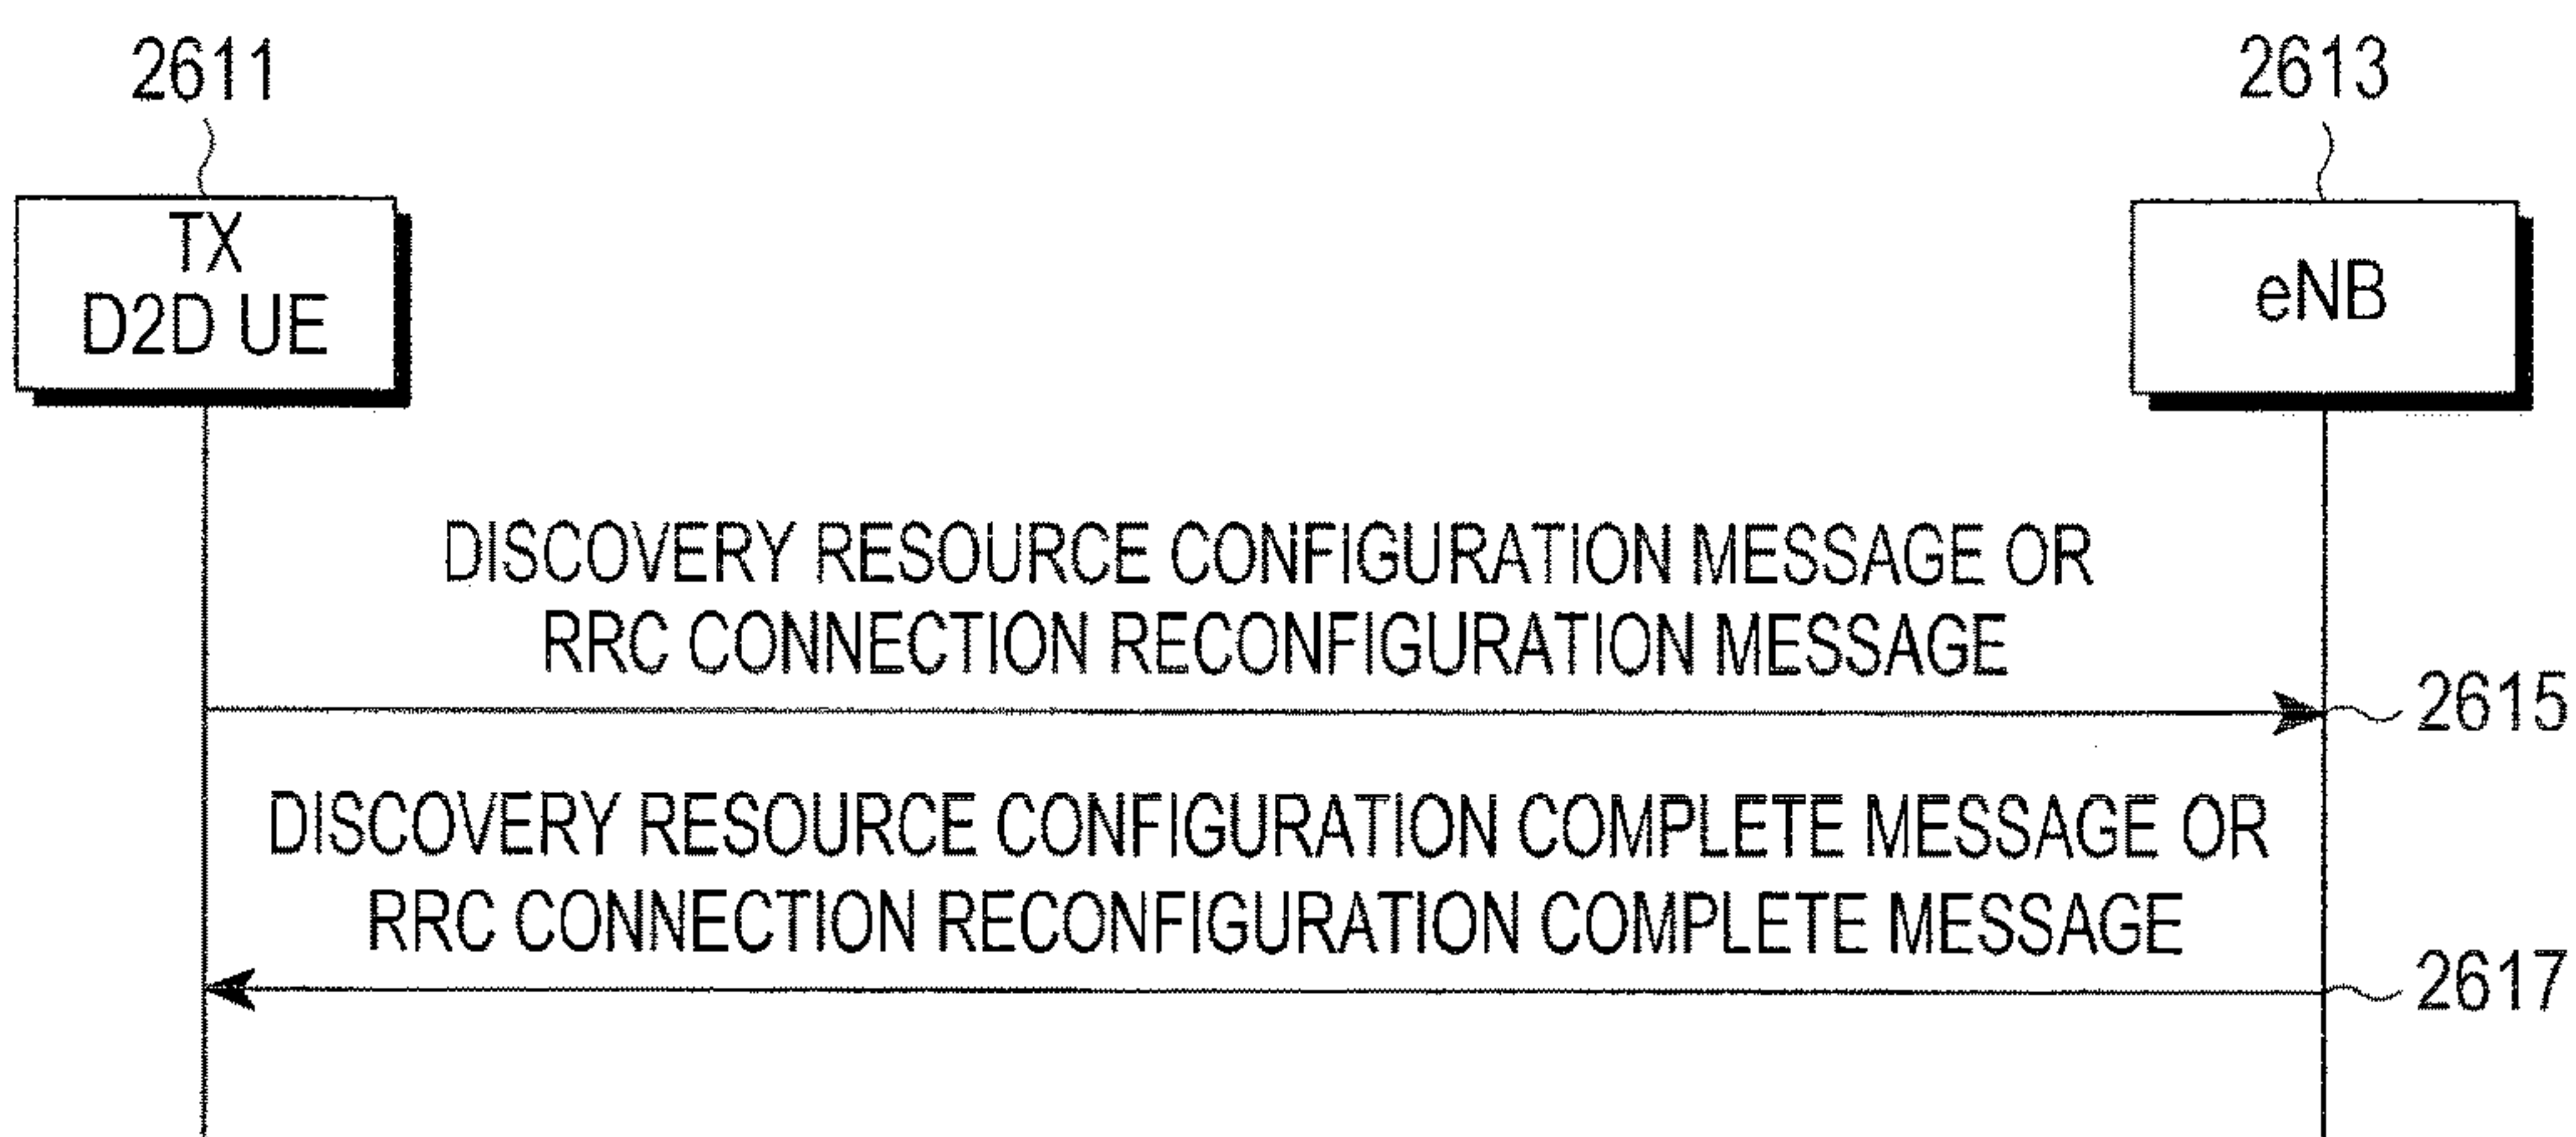 2611
2613
TX
D2D UE
eNB
DISCOVERY RESOURCE CONFIGURATION MESSAGE OR
RRC CONNECTION RECONFIGURATION MESSAGE
2615
DISCOVERY RESOURCE CONFIGURATION COMPLETE MESSAGE OR
RRC CONNECTION RECONFIGURATION COMPLETE MESSAGE
2617